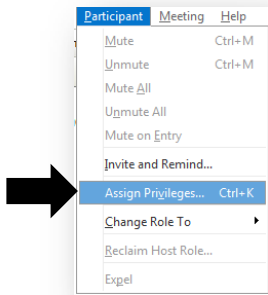 Participant Meeting Help
Mute Ctrl+M
Unmute Ctrl+M
Mute All
Unmute All
Mute on Entry
Invite and Remind...
Assign Privileges... Ctrl+K
Change Role To
Reclaim Host Role...
Expel